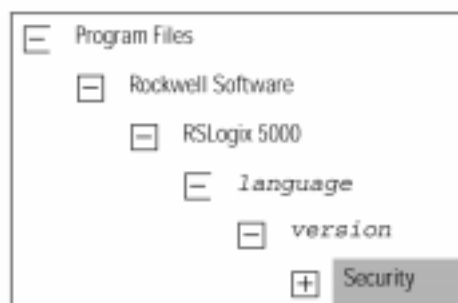 Program Files
Rockwell Software
RSLogix 5000
language
version
Security